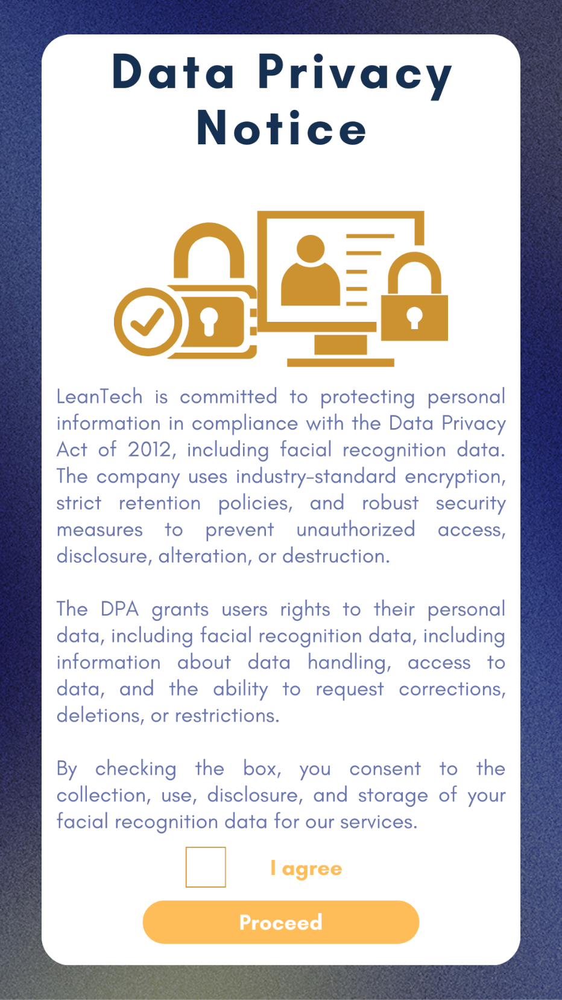 Data Privacy
Notice
LeanTech is committed to protecting personal
information in compliance with the Data Privacy
Act of 2012, including facial recognition data.
The company uses industry-standard encryption,
strict retention policies, and robust security
measures to prevent unauthorized access,
disclosure, alteration, or destruction.
The DPA grants users rights to their personal
data, including facial recognition data, including
information about data handling, access to
data, and the ability to request corrections,
deletions, or restrictions.
By checking the box, you consent to the
collection, use, disclosure, and storage of your
facial recognition data for our services.
I agree
Proceed